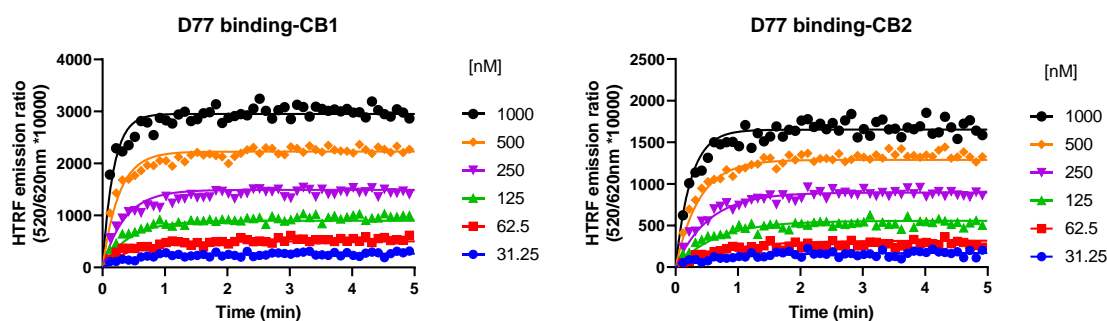 D77 binding-CB1
HTRF emission ratio
(520/620nm *10000)
4000
3000
2000
1000
0
0 1 2 3 4 5
Time (min)
[nM]
1000
500
250
125
62.5
31.25
D77 binding-CB2
HTRF emission ratio
(520/620nm *10000)
2500
2000
1500
1000
500
0
0 1 2 3 4 5
Time (min)
[nM]
1000
500
250
125
62.5
31.25